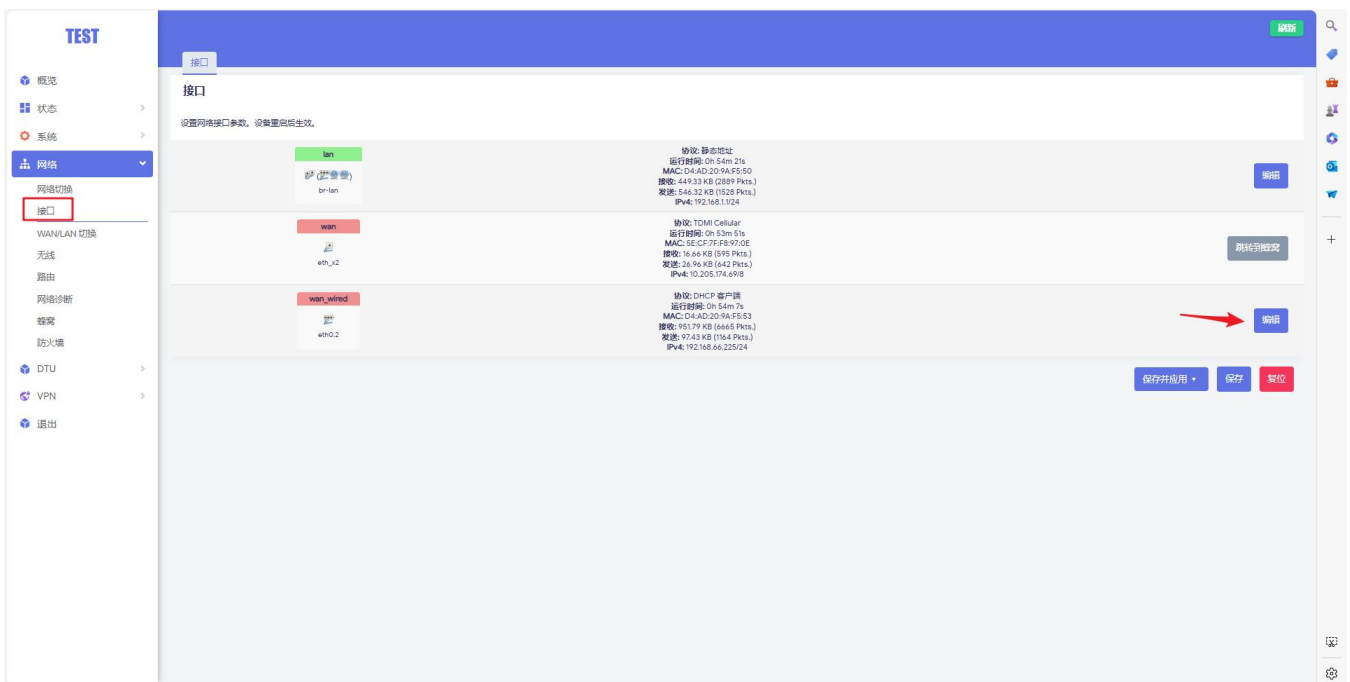 TEST
刷新
接口
概览
状态
系统
网络
网络切换
接口
WAN/LAN 切换
无线
路由
网络诊断
蜂窝
防火墙
DTU
VPN
退出
接口
设置网络接口参数。设备重启后生效。
lan
br-lan
协议: 静态地址
运行时间: 0h 54m 21s
MAC: D4:AD:20:9A:F5:50
接收: 449.33 KB (2889 Pkts.)
发送: 546.32 KB (1528 Pkts.)
IPv4: 192.168.1.1/24
编辑
wan
eth_x2
协议: TDMI Cellular
运行时间: 0h 53m 51s
MAC: 5E:CF:7F:F8:97:0E
接收: 16.66 KB (595 Pkts.)
发送: 26.96 KB (642 Pkts.)
IPv4: 10.205.174.69/8
跳转到蜂窝
wan_wired
eth0.2
协议: DHCP 客户端
运行时间: 0h 54m 7s
MAC: D4:AD:20:9A:F5:53
接收: 951.79 KB (6665 Pkts.)
发送: 97.43 KB (1164 Pkts.)
IPv4: 192.168.66.225/24
编辑
保存并应用
保存
复位